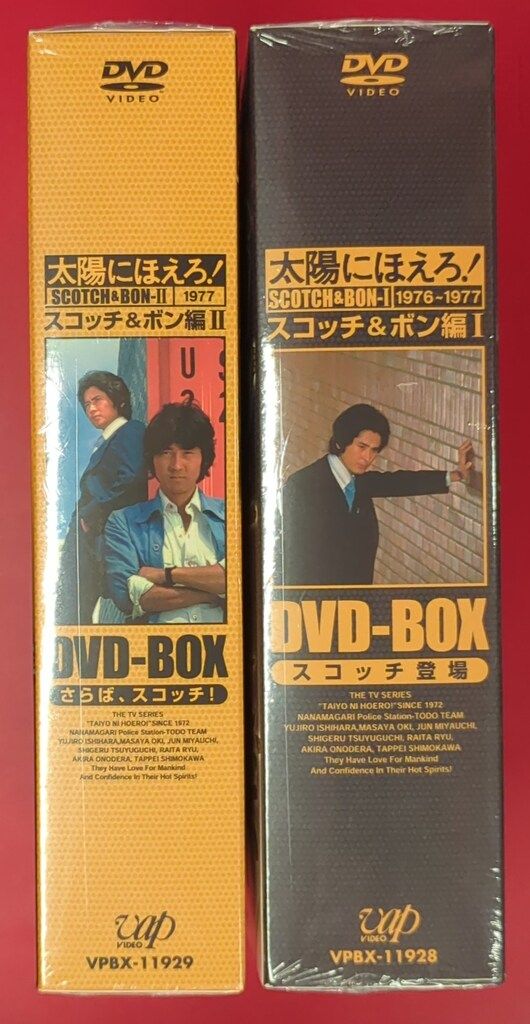 DVD
VIDEO
太陽にほえろ!
SCOTCH&BON-II 1977
スコッチ&ボン編II
U
2
DVD-BOX
さらば、スコッチ!
THE TV SERIES
"TAIYO NI HOERO!"SINCE 1972
NANAMAGARI Police Station-TODO TEAM
YUJIRO ISHIHARA,MASAYA OKI, JUN MIYAUCHI,
SHIGERU TSUYUGUCHI, RAITA RYU,
AKIRA ONODERA, TAPPEI SHIMOKAWA
They Have Love For Mankind
And Confidence In Their Hot Spirits!
vap
VIDEO
VPBX-11929
DVD
VIDEO
太陽にほえろ!
SCOTCH&BON-I 1976~1977
スコッチ&ボン編I
DVD-BOX
スコッチ登場
THE TV SERIES
"TAIYO NI HOERO!"SINCE 1972
NANAMAGARI Police Station-TODO TEAM
YUJIRO ISHIHARA,MASAYA OKI, JUN MIYAUCHI,
SHIGERU TSUYUGUCHI, RAITA RYU,
AKIRA ONODERA, TAPPEI SHIMOKAWA
They Have Love For Mankind
And Confidence In Their Hot Spirits!
vap
VIDEO
VPBX-11928